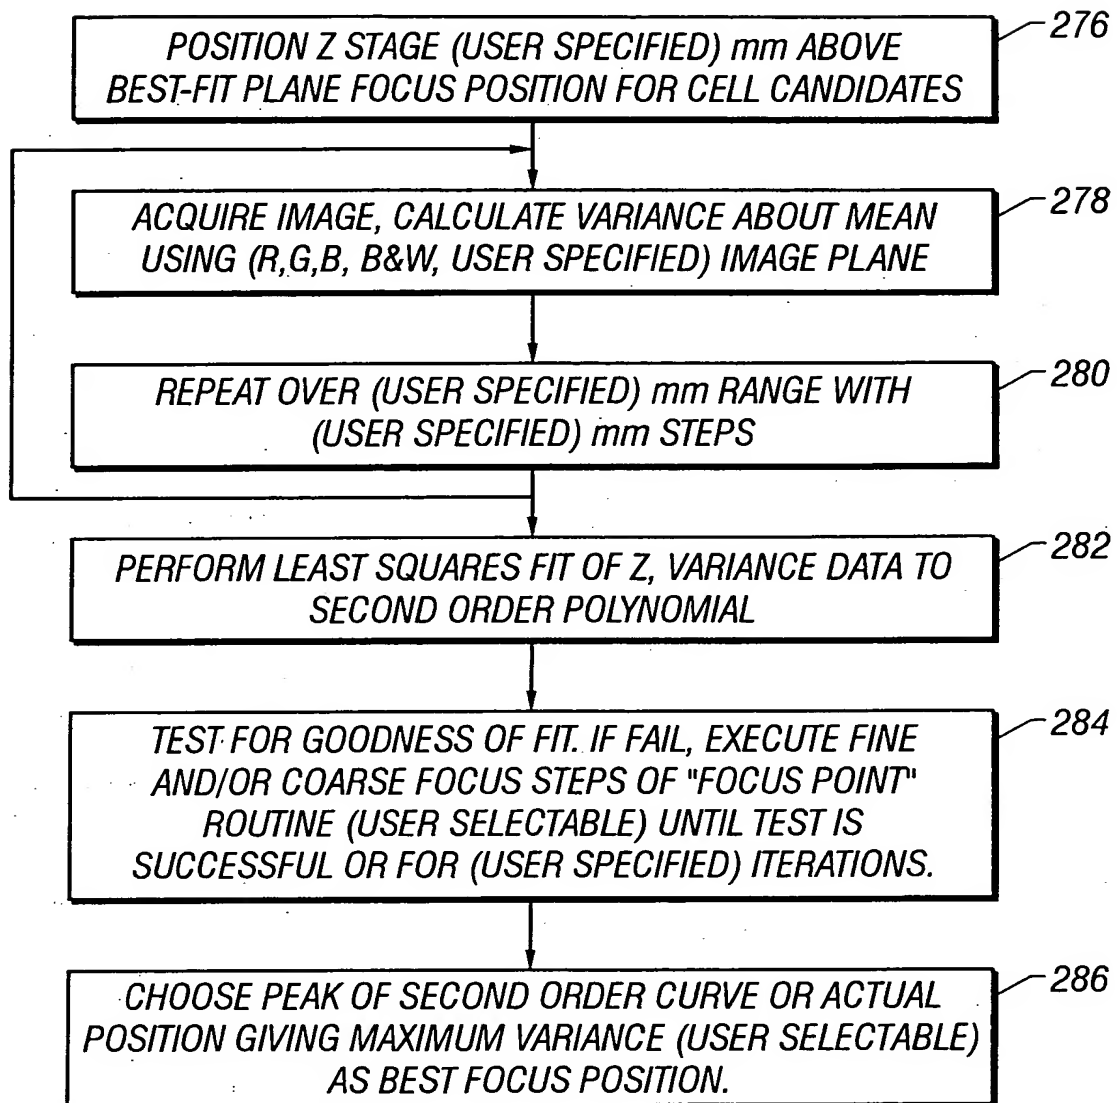 276
POSITION Z STAGE (USER SPECIFIED) mm ABOVE
BEST-FIT PLANE FOCUS POSITION FOR CELL CANDIDATES
278
ACQUIRE IMAGE, CALCULATE VARIANCE ABOUT MEAN
USING (R,G,B, B&W, USER SPECIFIED) IMAGE PLANE
280
REPEAT OVER (USER SPECIFIED) mm RANGE WITH
(USER SPECIFIED) mm STEPS
282
PERFORM LEAST SQUARES FIT OF Z, VARIANCE DATA TO
SECOND ORDER POLYNOMIAL
284
TEST FOR GOODNESS OF FIT. IF FAIL, EXECUTE FINE
AND/OR COARSE FOCUS STEPS OF "FOCUS POINT"
ROUTINE (USER SELECTABLE) UNTIL TEST IS
SUCCESSFUL OR FOR (USER SPECIFIED) ITERATIONS.
286
CHOOSE PEAK OF SECOND ORDER CURVE OR ACTUAL
POSITION GIVING MAXIMUM VARIANCE (USER SELECTABLE)
AS BEST FOCUS POSITION.